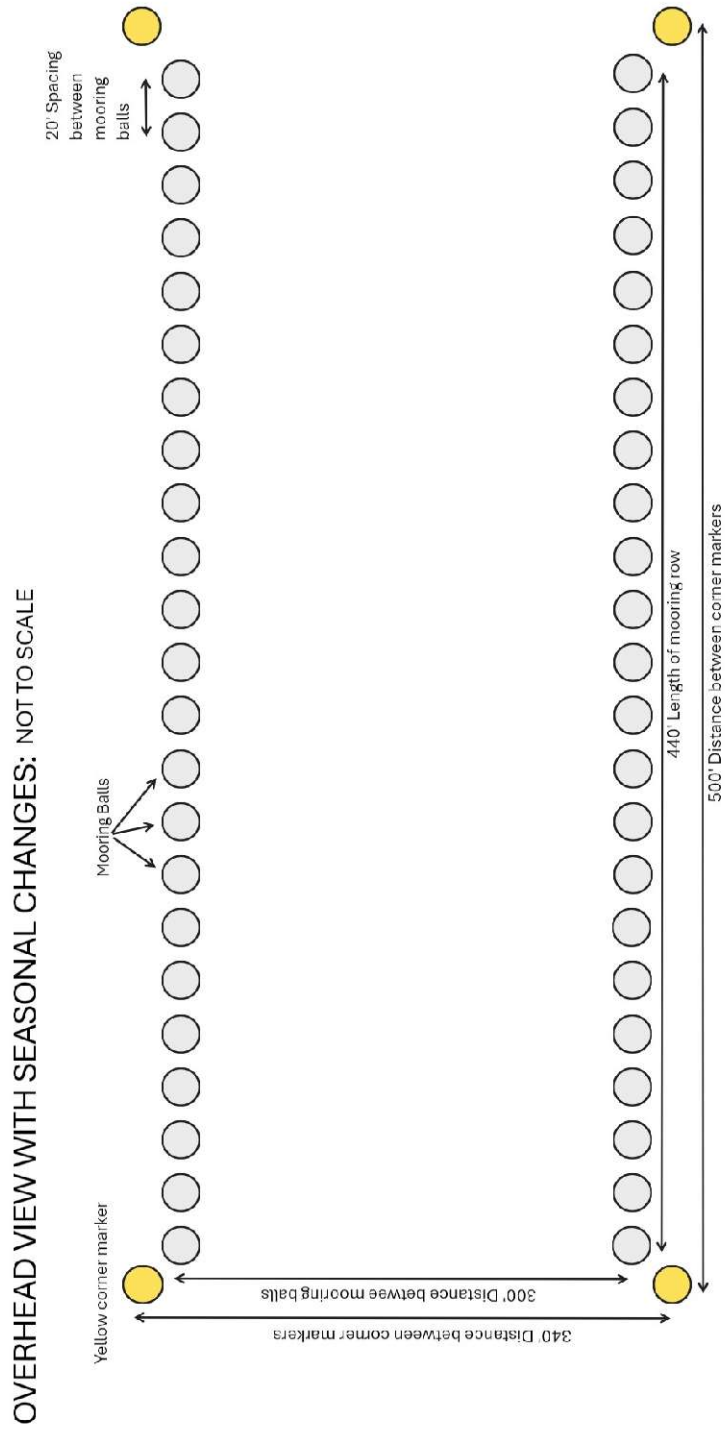 OVERHEAD VIEW WITH SEASONAL CHANGES: NOT TO SCALE
20' Spacing
between
mooring
balls
Mooring Balls
Yellow corner marker
300' Distance betwee mooring balls
340' Distance between corner markers
440' Length of mooring row
500' Distance between corner markers